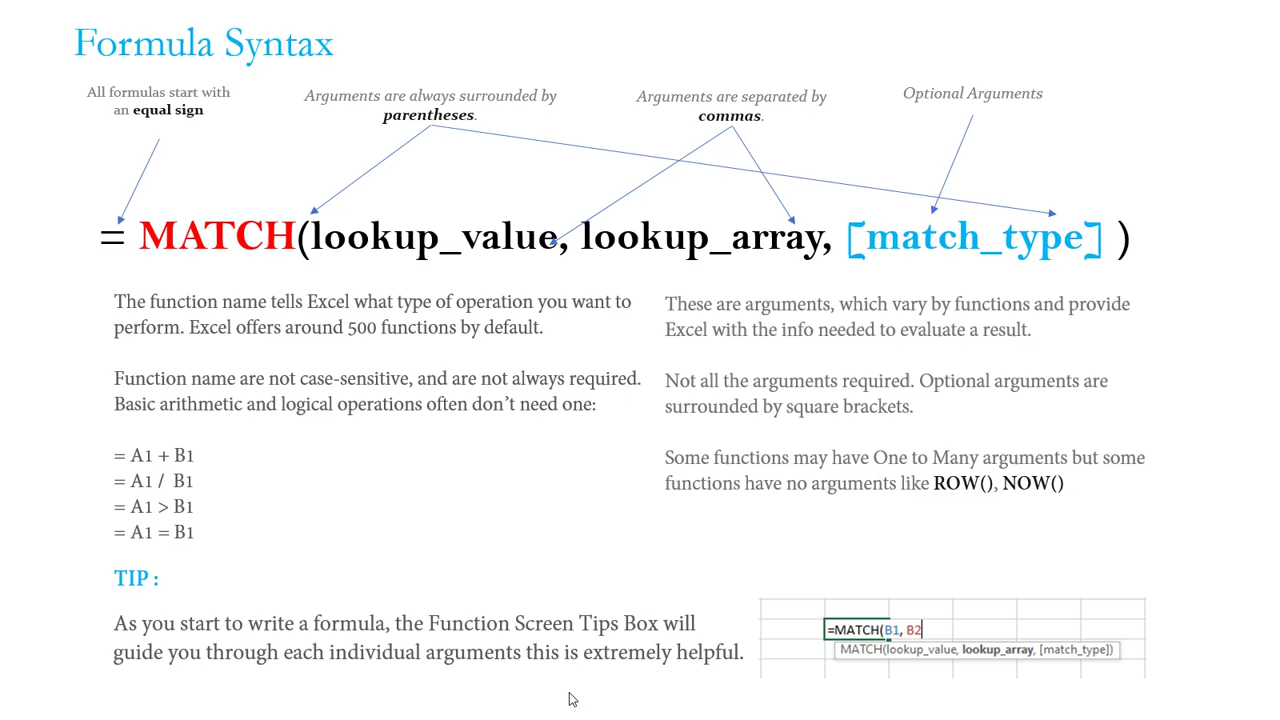 Formula Syntax
All formulas start with
an equal sign
Arguments are always surrounded by
parentheses.
Arguments are separated by
commas.
Optional Arguments
= MATCH(lookup_value, lookup_array, [match_type] )
The function name tells Excel what type of operation you want to
perform. Excel offers around 500 functions by default.
Function name are not case-sensitive, and are not always required.
Basic arithmetic and logical operations often don't need one:
= A1 + B1
= A1 / B1
= A1 > B1
= A1 = B1
These are arguments, which vary by functions and provide
Excel with the info needed to evaluate a result.
Not all the arguments required. Optional arguments are
surrounded by square brackets.
Some functions may have One to Many arguments but some
functions have no arguments like ROW(), NOW()
TIP :
As you start to write a formula, the Function Screen Tips Box will
guide you through each individual arguments this is extremely helpful.
=MATCH(B1, B2
MATCH(lookup_value, lookup_array, [match_type])